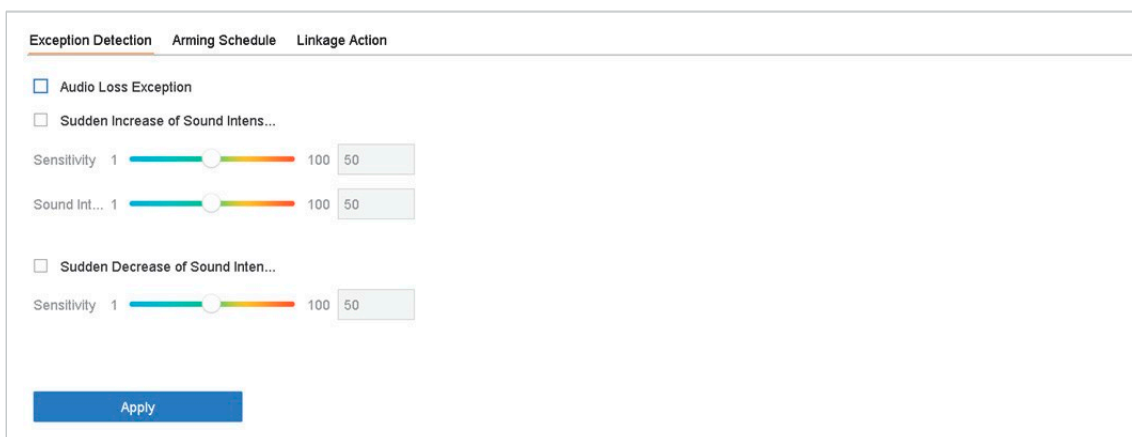 Exception Detection Arming Schedule Linkage Action
Audio Loss Exception
Sudden Increase of Sound Intens...
Sensitivity 1 100 50
Sound Int... 1 100 50
Sudden Decrease of Sound Inten...
Sensitivity 1 100 50
Apply